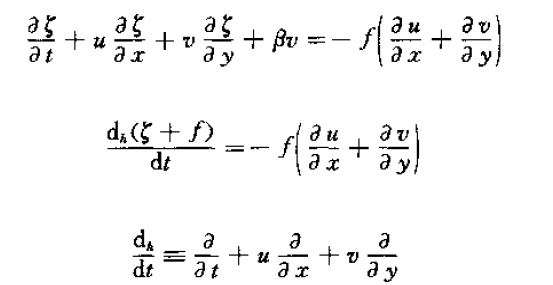 ∂ζ/∂t + u ∂ζ/∂x + v ∂ζ/∂y + βv = − f(∂u/∂x + ∂v/∂y)
d_h(ζ + f)/dt = − f(∂u/∂x + ∂v/∂y)
d_h/dt ≡ ∂/∂t + u ∂/∂x + v ∂/∂y